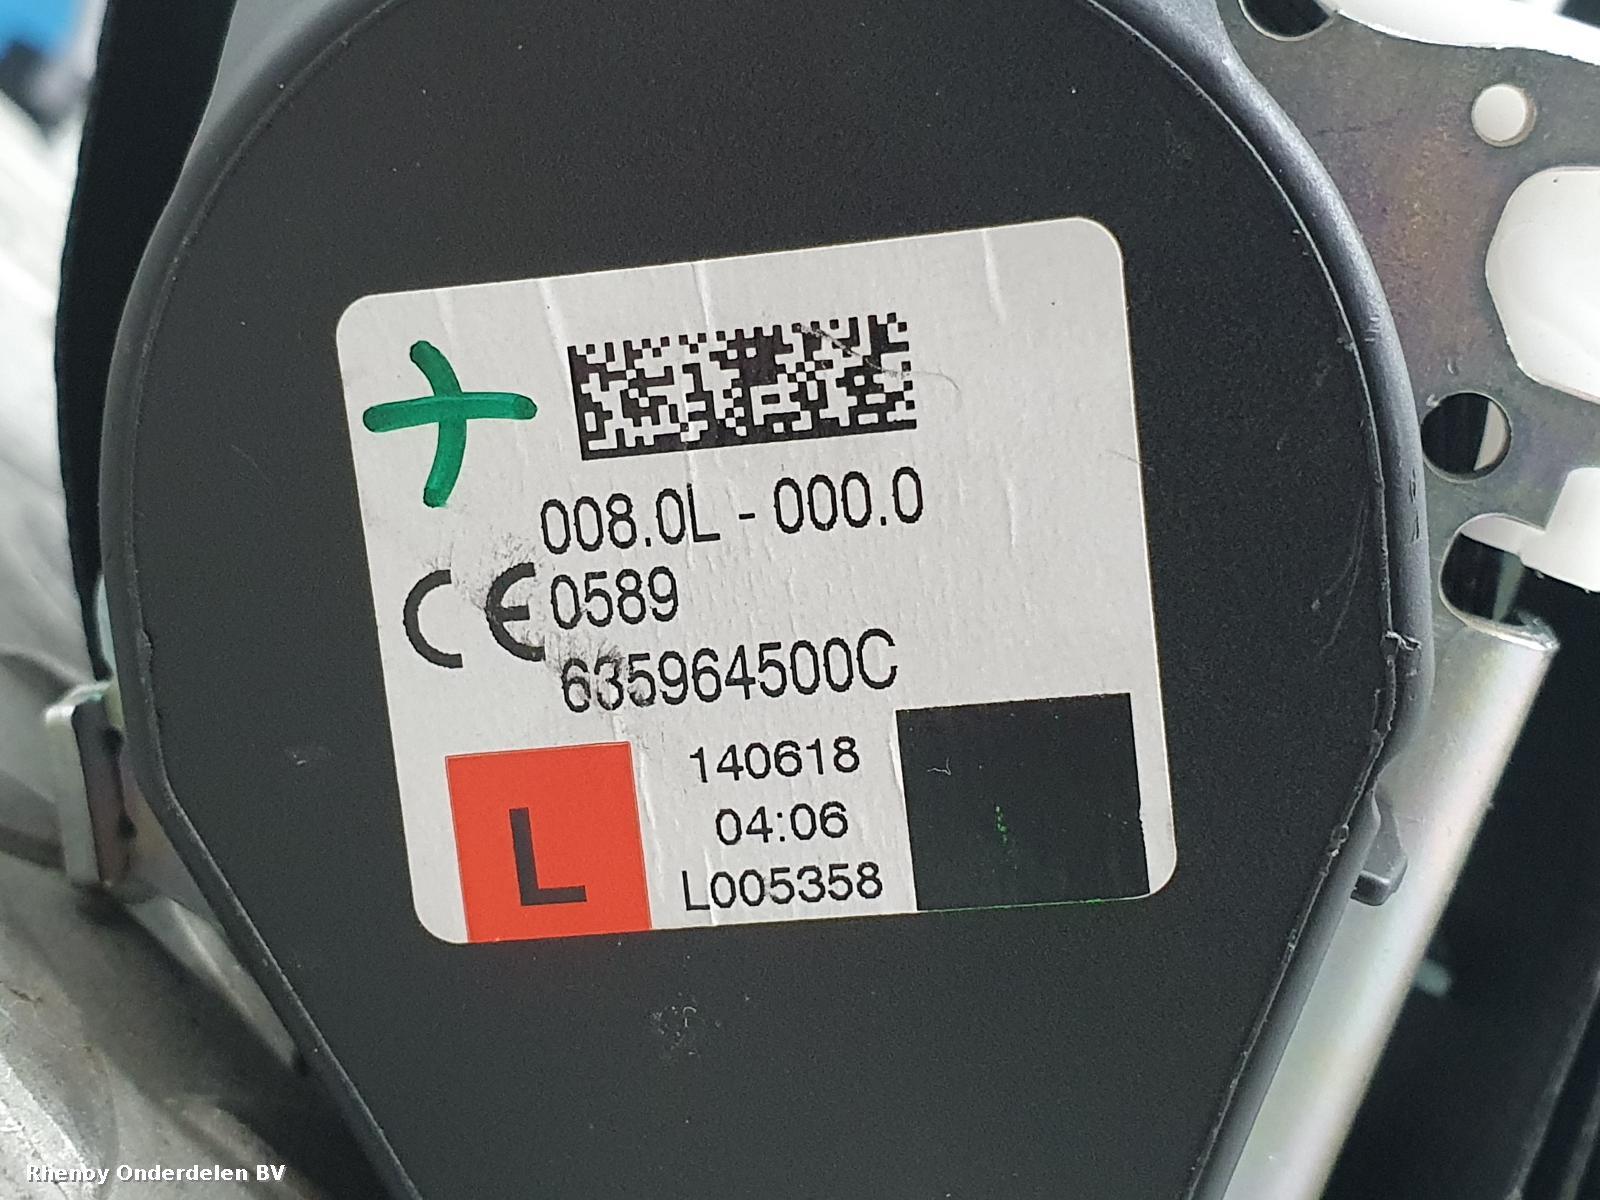 008.0L - 000.0
CE 0589
635964500C
140618
04:06
L005358
L
Rhenoy Onderdelen BV